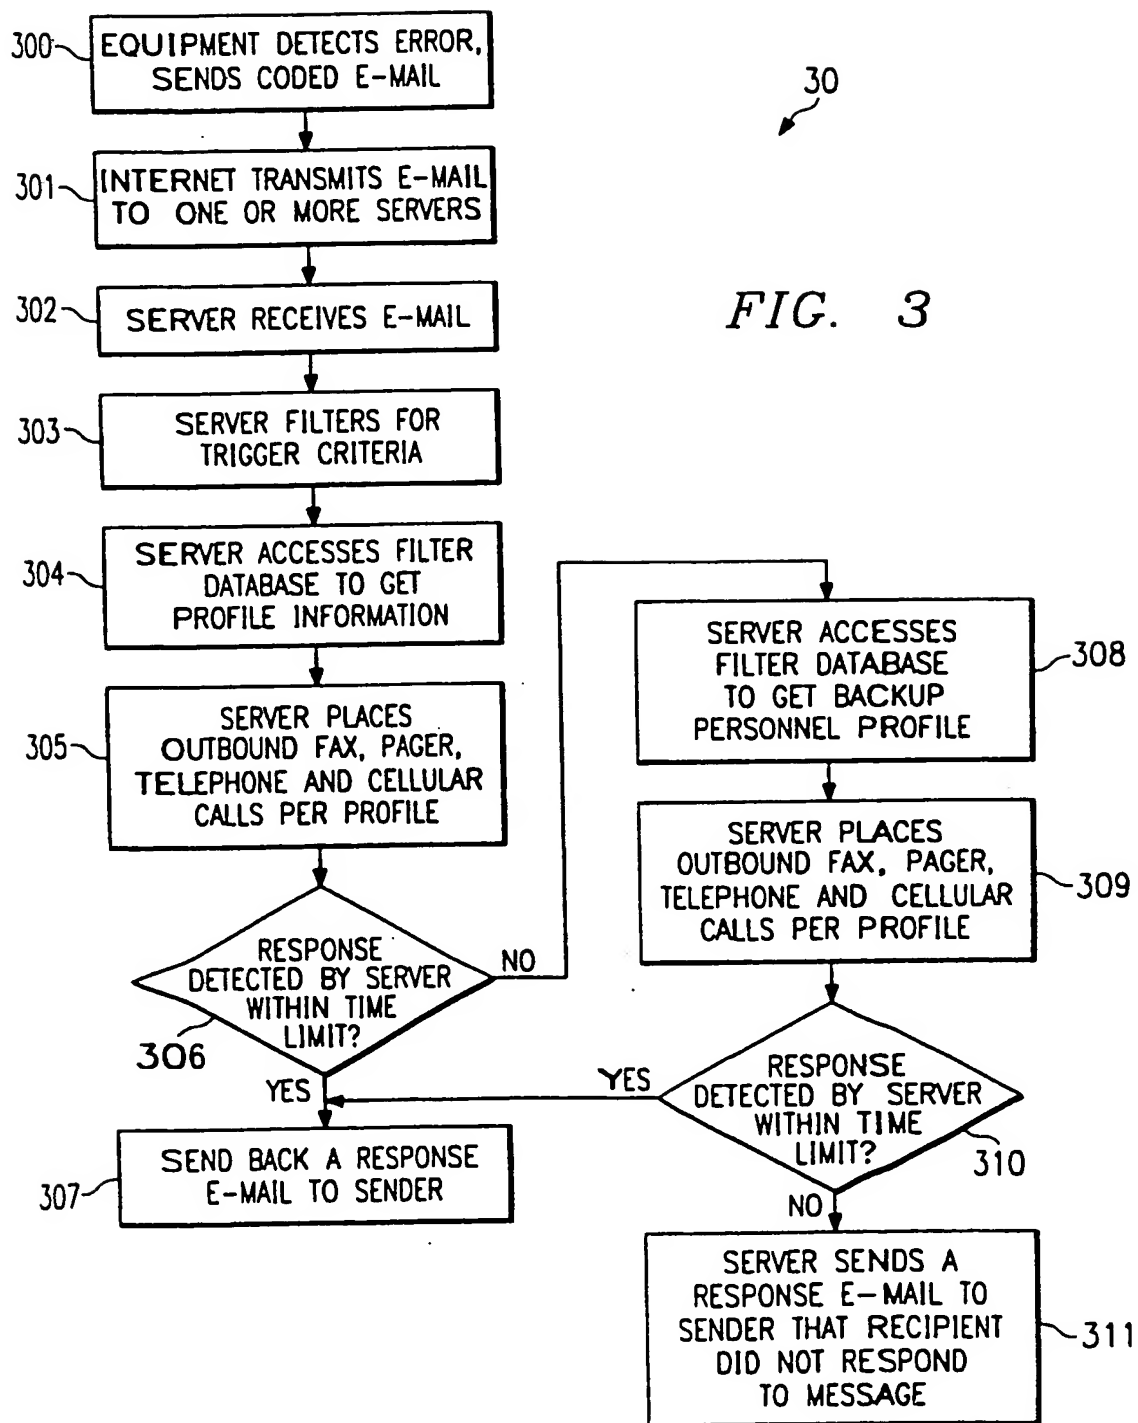 300
EQUIPMENT DETECTS ERROR,
SENDS CODED E-MAIL
30
301
INTERNET TRANSMITS E-MAIL
TO ONE OR MORE SERVERS
302
SERVER RECEIVES E-MAIL
FIG. 3
303
SERVER FILTERS FOR
TRIGGER CRITERIA
304
SERVER ACCESSES FILTER
DATABASE TO GET
PROFILE INFORMATION
305
SERVER PLACES
OUTBOUND FAX, PAGER,
TELEPHONE AND CELLULAR
CALLS PER PROFILE
RESPONSE
DETECTED BY SERVER
WITHIN TIME
LIMIT?
306
NO
YES
307
SEND BACK A RESPONSE
E-MAIL TO SENDER
SERVER ACCESSES
FILTER DATABASE
TO GET BACKUP
PERSONNEL PROFILE
308
SERVER PLACES
OUTBOUND FAX, PAGER,
TELEPHONE AND CELLULAR
CALLS PER PROFILE
309
RESPONSE
DETECTED BY SERVER
WITHIN TIME
LIMIT?
310
YES
NO
SERVER SENDS A
RESPONSE E-MAIL TO
SENDER THAT RECIPIENT
DID NOT RESPOND
TO MESSAGE
311